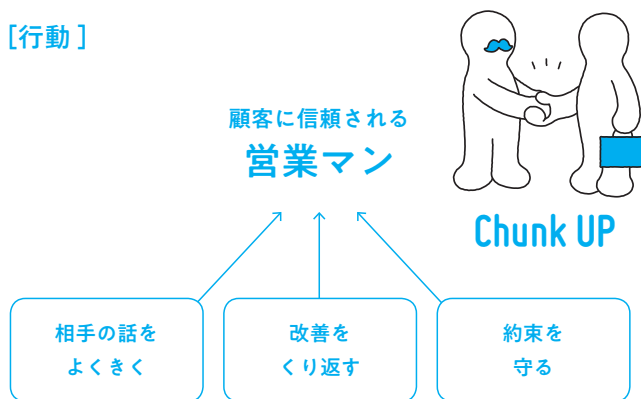 [行動]
顧客に信頼される
営業マン
Chunk UP
相手の話を
よくきく
改善を
くり返す
約束を
守る